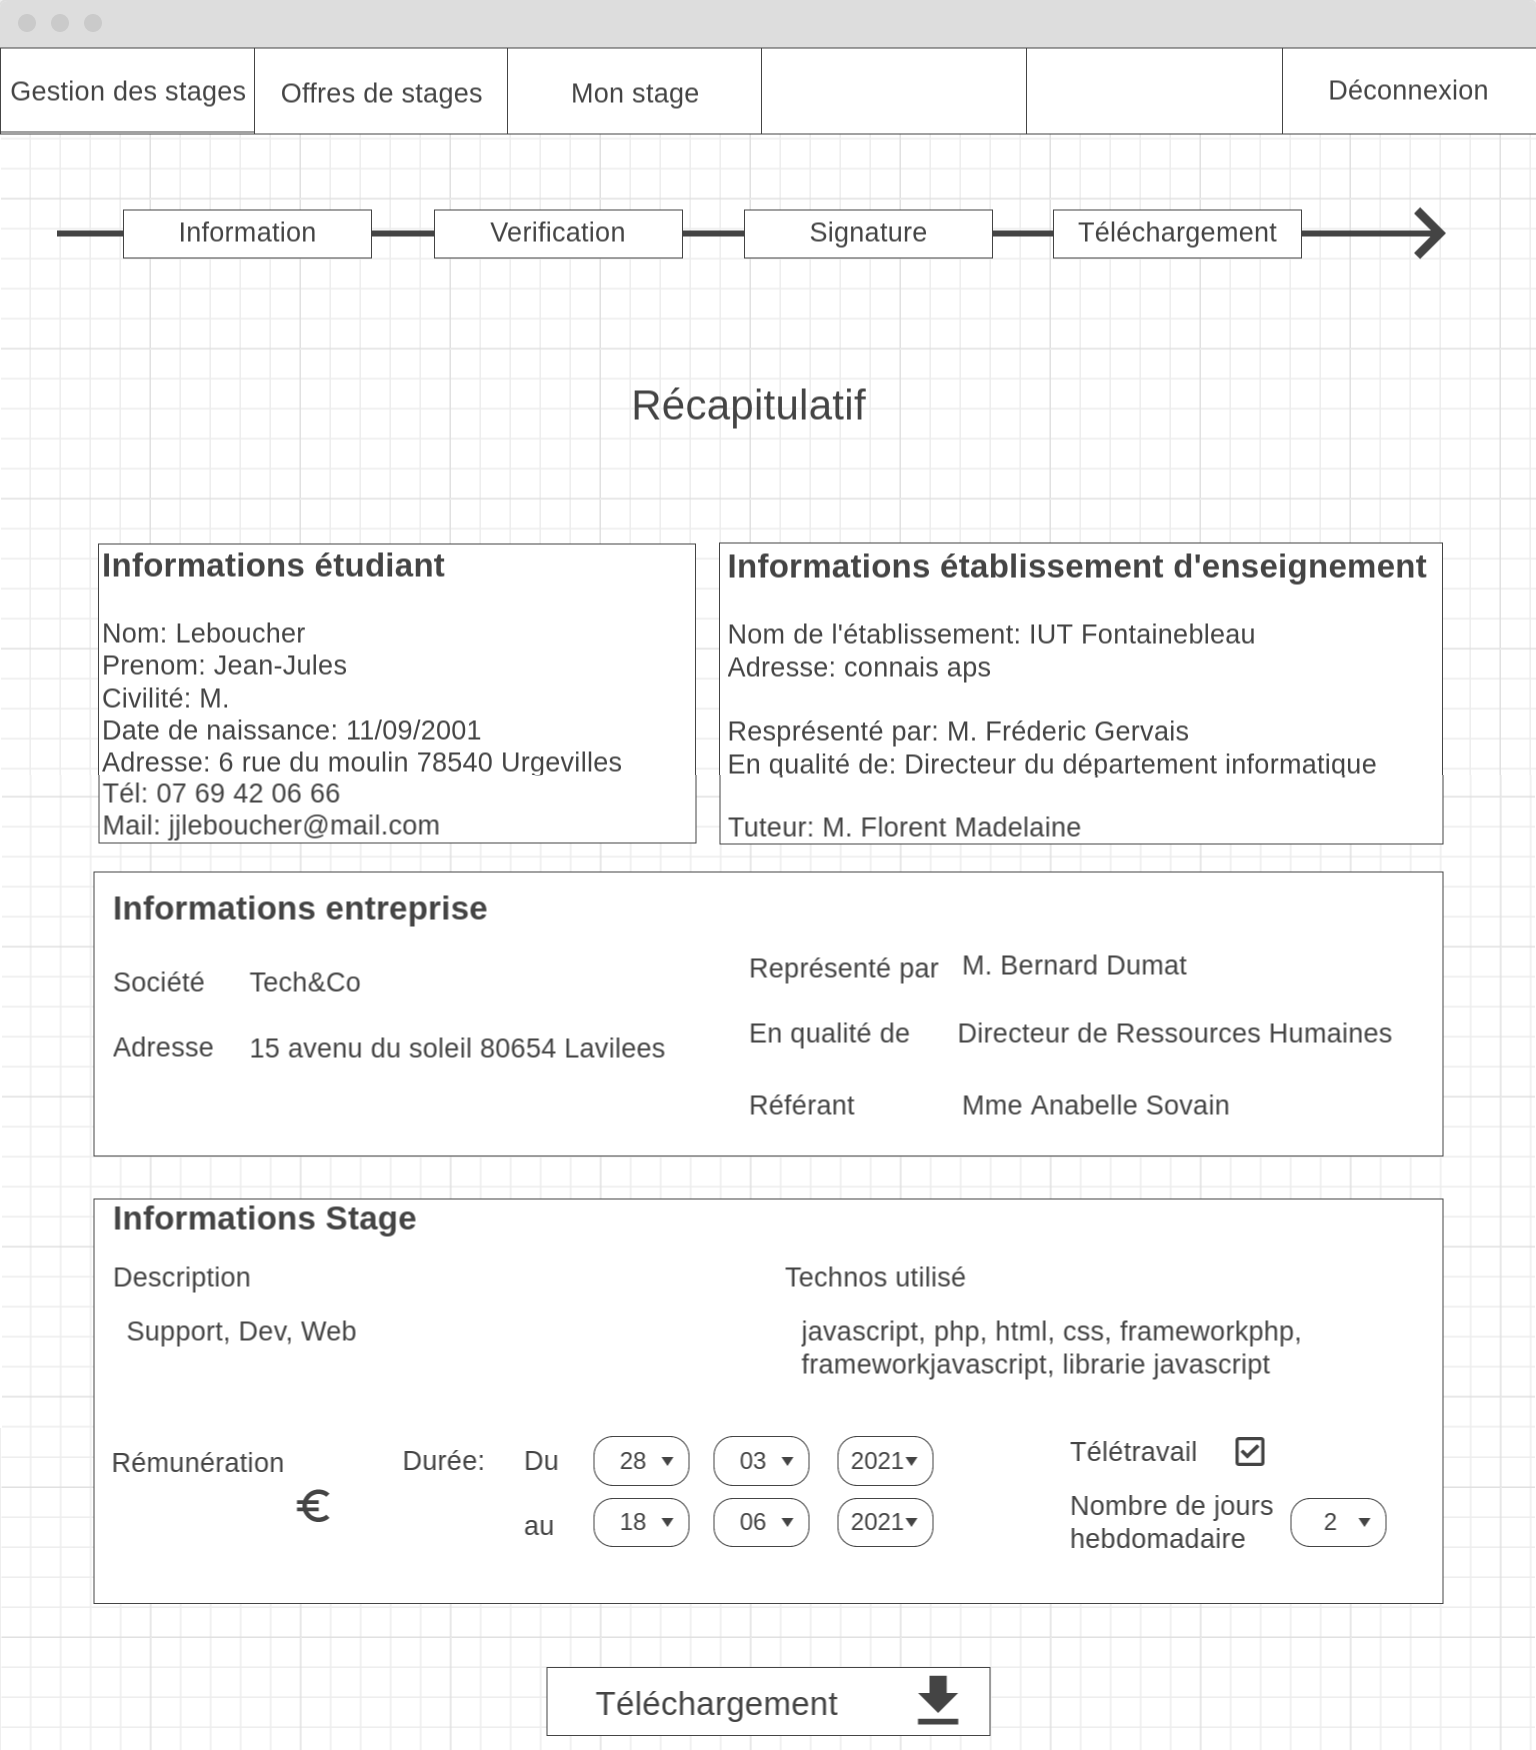 Gestion des stages
Offres de stages
Mon stage
Déconnexion
Information
Verification
Signature
Téléchargement
Récapitulatif
Informations étudiant
Nom: Leboucher
Prenom: Jean-Jules
Civilité: M.
Date de naissance: 11/09/2001
Adresse: 6 rue du moulin 78540 Urgevilles
Tél: 07 69 42 06 66
Mail: jjleboucher@mail.com
Informations établissement d'enseignement
Nom de l'établissement: IUT Fontainebleau
Adresse: connais aps
Resprésenté par: M. Fréderic Gervais
En qualité de: Directeur du département informatique
Tuteur: M. Florent Madelaine
Informations entreprise
Société Tech&Co
Adresse 15 avenu du soleil 80654 Lavilees
Représenté par M. Bernard Dumat
En qualité de Directeur de Ressources Humaines
Référant Mme Anabelle Sovain
Informations Stage
Description
Support, Dev, Web
Technos utilisé
javascript, php, html, css, frameworkphp,
frameworkjavascript, librarie javascript
Rémunération
€
Durée: Du 28 03 2021
au 18 06 2021
Télétravail
Nombre de jours
hebdomadaire 2
Téléchargement